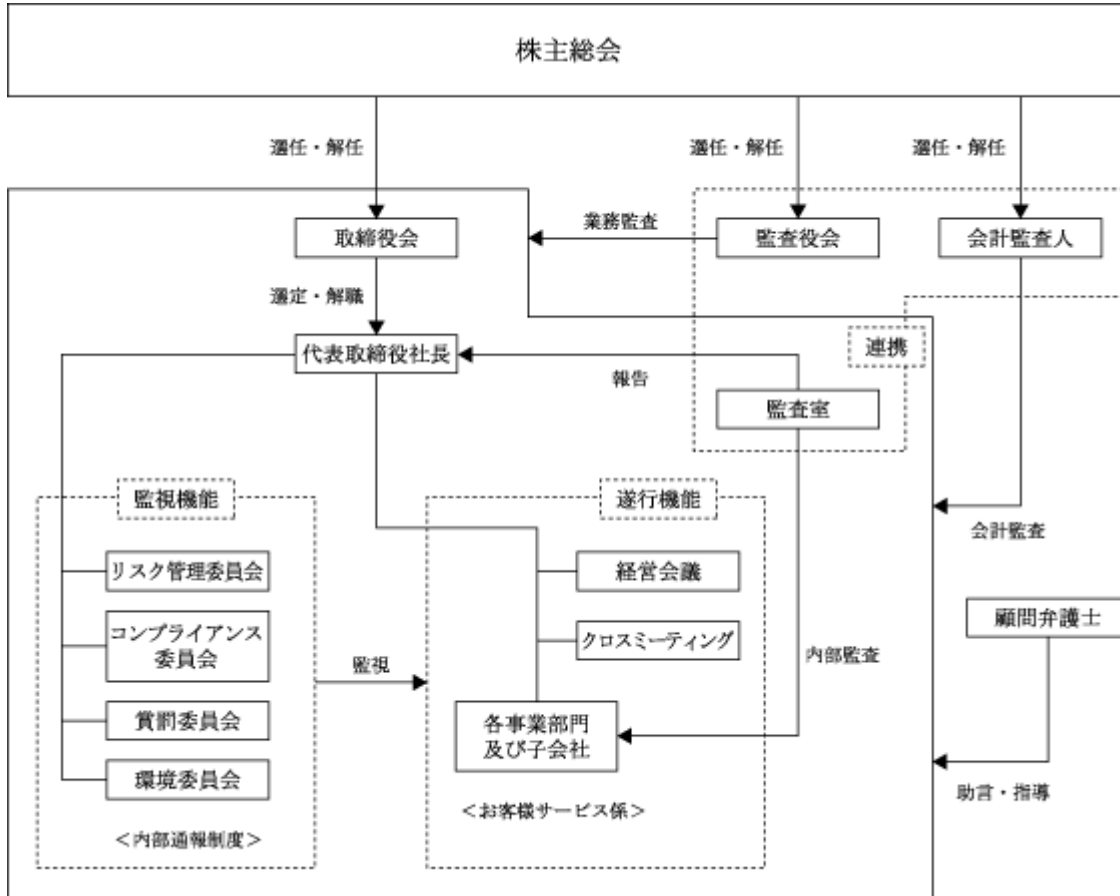 株主総会
選任・解任
選任・解任
選任・解任
取締役会
業務監査
監査役会
会計監査人
選定・解職
代表取締役社長
報告
連携
監査室
監視機能
遂行機能
会計監査
リスク管理委員会
経営会議
コンプライアンス
委員会
クロスミーティング
顧問弁護士
監視
内部監査
賞罰委員会
各事業部門
及び子会社
環境委員会
助言・指導
＜お客様サービス係＞
＜内部通報制度＞